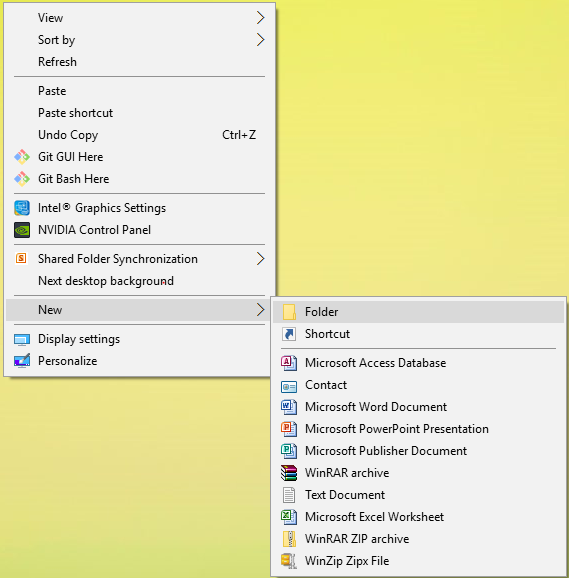 View
Sort by
Refresh
Paste
Paste shortcut
Undo Copy Ctrl+Z
Git GUI Here
Git Bash Here
Intel® Graphics Settings
NVIDIA Control Panel
Shared Folder Synchronization
Next desktop background
New
Display settings
Personalize
Folder
Shortcut
Microsoft Access Database
Contact
Microsoft Word Document
Microsoft PowerPoint Presentation
Microsoft Publisher Document
WinRAR archive
Text Document
Microsoft Excel Worksheet
WinRAR ZIP archive
WinZip Zipx File